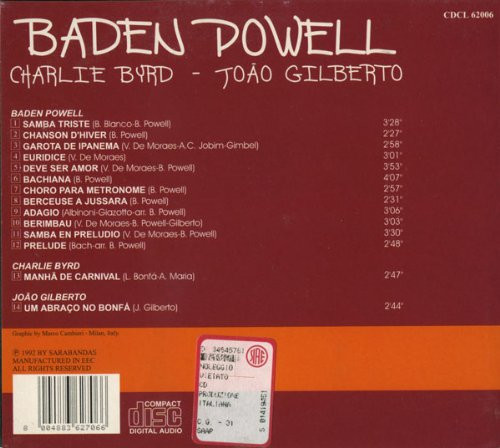 CDCL 62006
BADEN POWELL
CHARLIE BYRD - JOÃO GILBERTO
BADEN POWELL
1 SAMBA TRISTE (B. Blanco-B. Powell) 3'28"
2 CHANSON D'HIVER (B. Powell) 2'27"
3 GAROTA DE IPANEMA (V. De Moraes-A.C. Jobim-Gimbel) 2'58"
4 EURIDICE (V. De Moraes) 3'01"
5 DEVE SER AMOR (V. De Moraes-B. Powell) 3'53"
6 BACHIANA (B. Powell) 4'07"
7 CHORO PARA METRONOME (B. Powell) 2'57"
8 BERCEUSE A JUSSARA (B. Powell) 2'31"
9 ADAGIO (Albinoni-Giazotto-arr. B. Powell) 3'06"
10 BERIMBAU (V. De Moraes-B. Powell-Gilberto) 3'03"
11 SAMBA EN PRELUDIO (V. De Moraes-B. Powell) 3'30"
12 PRELUDE (Bach-arr. B. Powell) 2'48"
CHARLIE BYRD
13 MANHÃ DE CARNIVAL (L. Bonfá-A. Maria) 2'47"
JOÃO GILBERTO
14 UM ABRAÇO NO BONFÁ (J. Gilberto) 2'44"
Graphic by Marco Cambieri - Milan, Italy.
Ⓟ 1992 BY SARABANDAS
MANUFACTURED IN EEC
ALL RIGHTS RESERVED
8 004883 627066
COMPACT
disc
DIGITAL AUDIO
NOLEGGIO
VIETATO
CD
PRODUZIONE
ITALIANA
SIAE